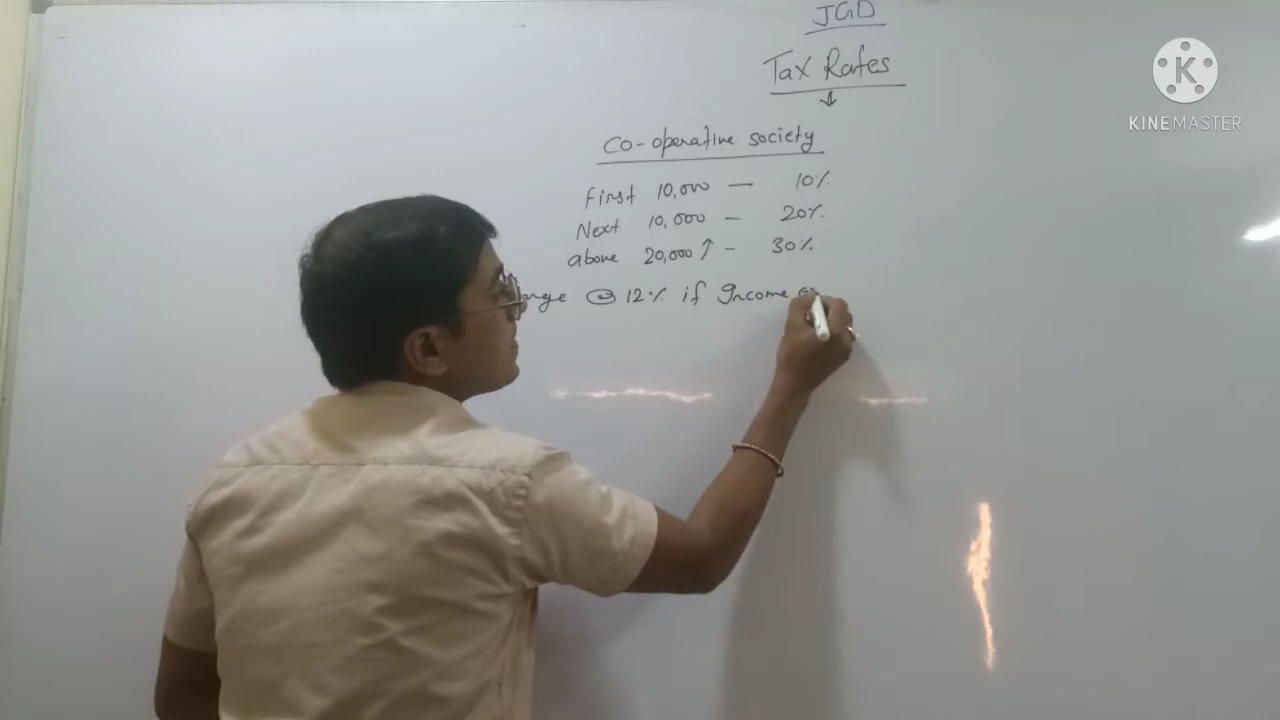 JGD
Tax Rates
KINEMASTER
Co-operative society
First 10,000 — 10%
Next 10,000 – 20%
above 20,000 ↑ – 30%
@ 12% if Income